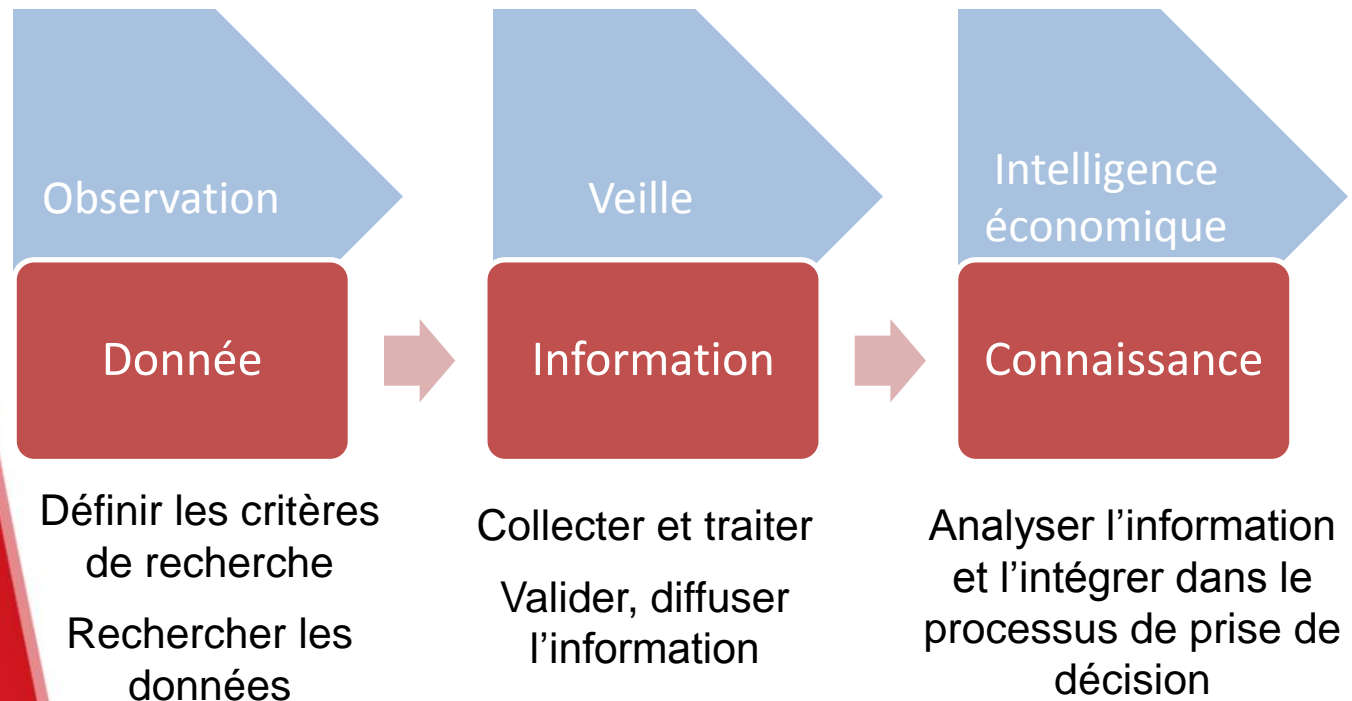 Observation
Donnée
Définir les critères
de recherche
Rechercher les
données
Veille
Information
Collecter et traiter
Valider, diffuser
l’information
Intelligence
économique
Connaissance
Analyser l’information
et l’intégrer dans le
processus de prise de
décision